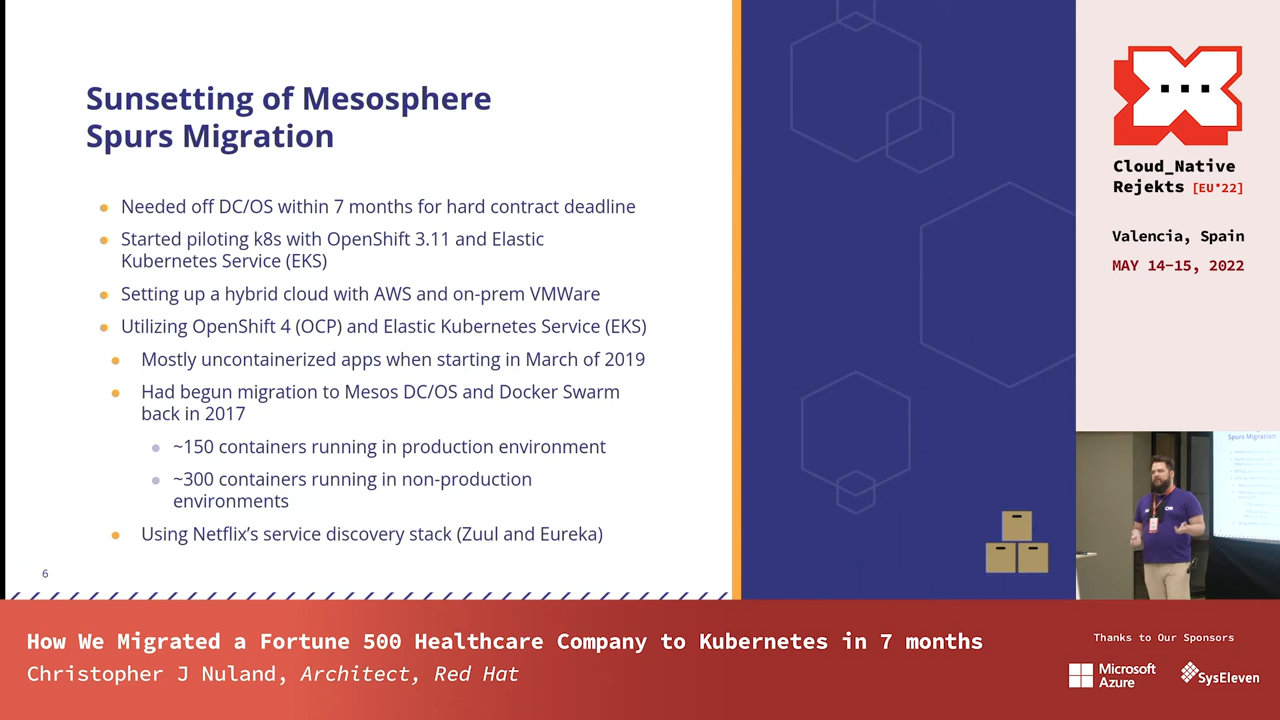 Sunsetting of Mesosphere
Spurs Migration
Needed off DC/OS within 7 months for hard contract deadline
Started piloting k8s with OpenShift 3.11 and Elastic
Kubernetes Service (EKS)
Setting up a hybrid cloud with AWS and on-prem VMWare
Utilizing OpenShift 4 (OCP) and Elastic Kubernetes Service (EKS)
Mostly uncontainerized apps when starting in March of 2019
Had begun migration to Mesos DC/OS and Docker Swarm
back in 2017
~150 containers running in production environment
~300 containers running in non-production
environments
Using Netflix's service discovery stack (Zuul and Eureka)
6
Cloud_Native
Rejekts [EU*22]
Valencia, Spain
MAY 14-15, 2022
Spurs Migration
How We Migrated a Fortune 500 Healthcare Company to Kubernetes in 7 months
Christopher J Nuland, Architect, Red Hat
Thanks to Our Sponsors
Microsoft
Azure
SysEleven